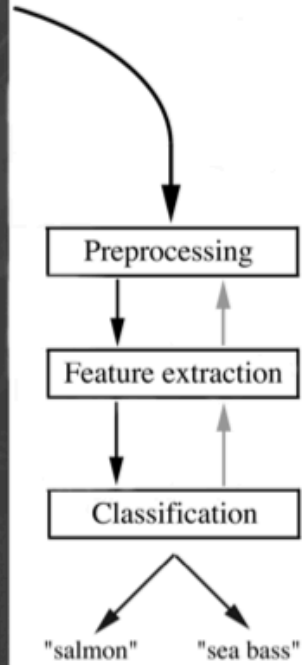 Preprocessing
Feature extraction
Classification
"salmon" "sea bass"